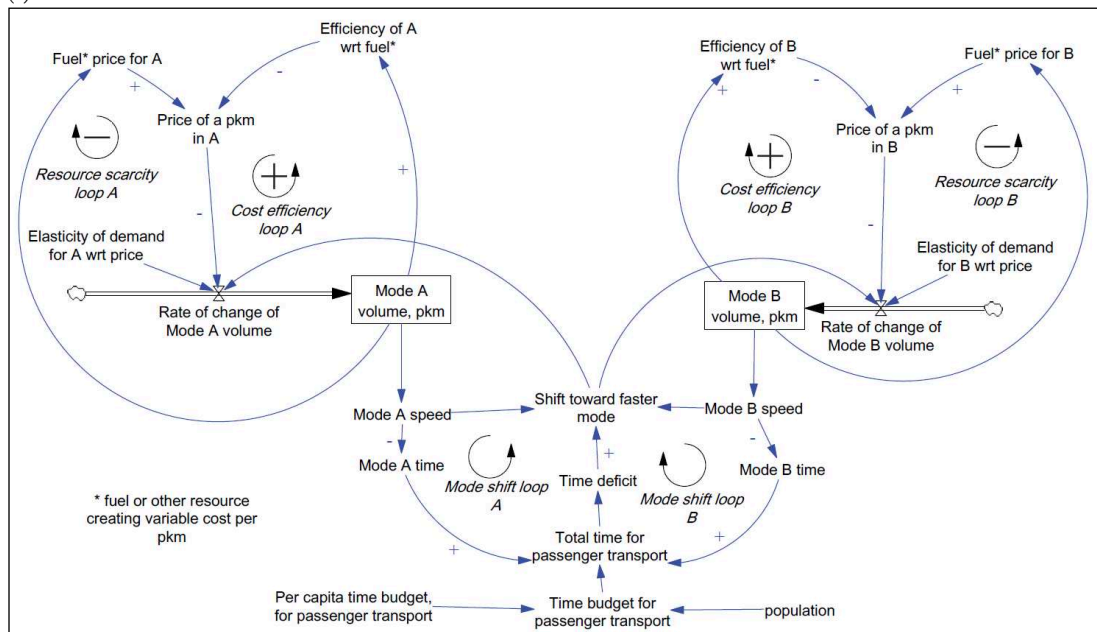 Efficiency of A
wrt fuel*
Fuel* price for A
-
+
Price of a pkm
in A
−
Resource scarcity
loop A
+
Cost efficiency
loop A
+
-
Elasticity of demand
for A wrt price
Rate of change of
Mode A volume
Mode A
volume, pkm
Efficiency of B
wrt fuel*
Fuel* price for B
-
+
+
Price of a pkm
in B
+
Cost efficiency
loop B
−
Resource scarcity
loop B
-
Elasticity of demand
for B wrt price
Mode B
volume, pkm
Rate of change of
Mode B volume
Mode A speed
Shift toward faster
mode
Mode B speed
-
-
+
Mode A time
Mode B time
Mode shift loop
A
Time deficit
Mode shift loop
B
* fuel or other resource
creating variable cost per
pkm
+
+
Total time for
passenger transport
Per capita time budget,
for passenger transport
Time budget for
passenger transport
population